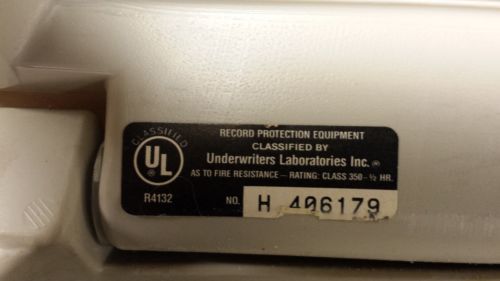 CLASSIFIED
UL®
R4132
RECORD PROTECTION EQUIPMENT
CLASSIFIED BY
Underwriters Laboratories Inc.®
AS TO FIRE RESISTANCE – RATING: CLASS 350-½ HR.
NO. H 406179